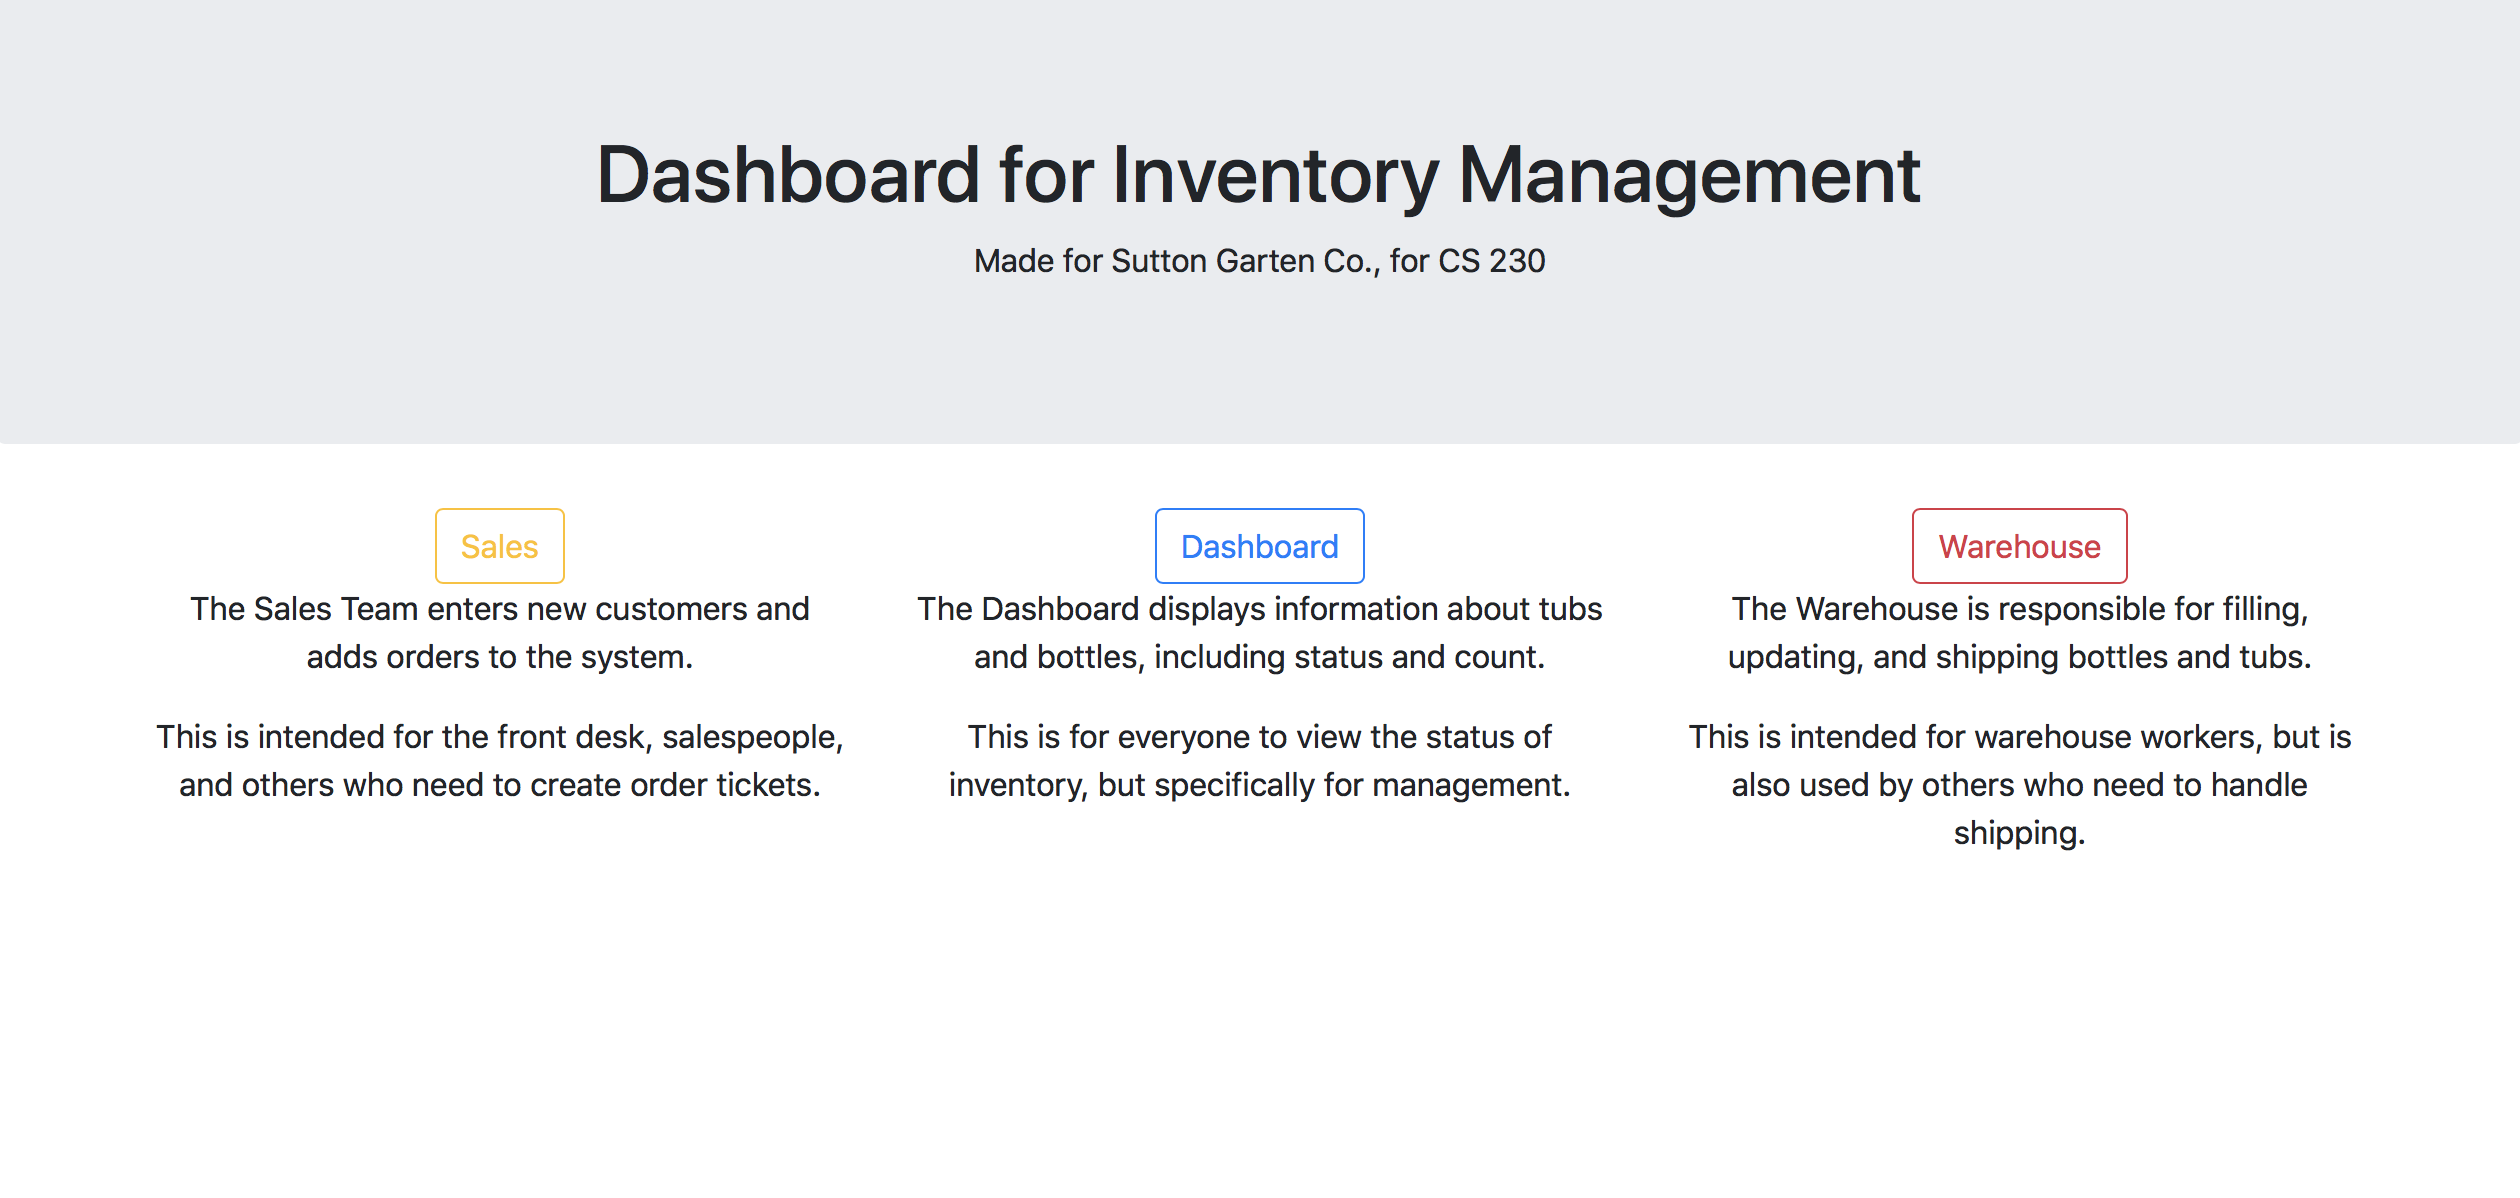 Dashboard for Inventory Management
Made for Sutton Garten Co., for CS 230
Sales
The Sales Team enters new customers and
adds orders to the system.
This is intended for the front desk, salespeople,
and others who need to create order tickets.
Dashboard
The Dashboard displays information about tubs
and bottles, including status and count.
This is for everyone to view the status of
inventory, but specifically for management.
Warehouse
The Warehouse is responsible for filling,
updating, and shipping bottles and tubs.
This is intended for warehouse workers, but is
also used by others who need to handle
shipping.